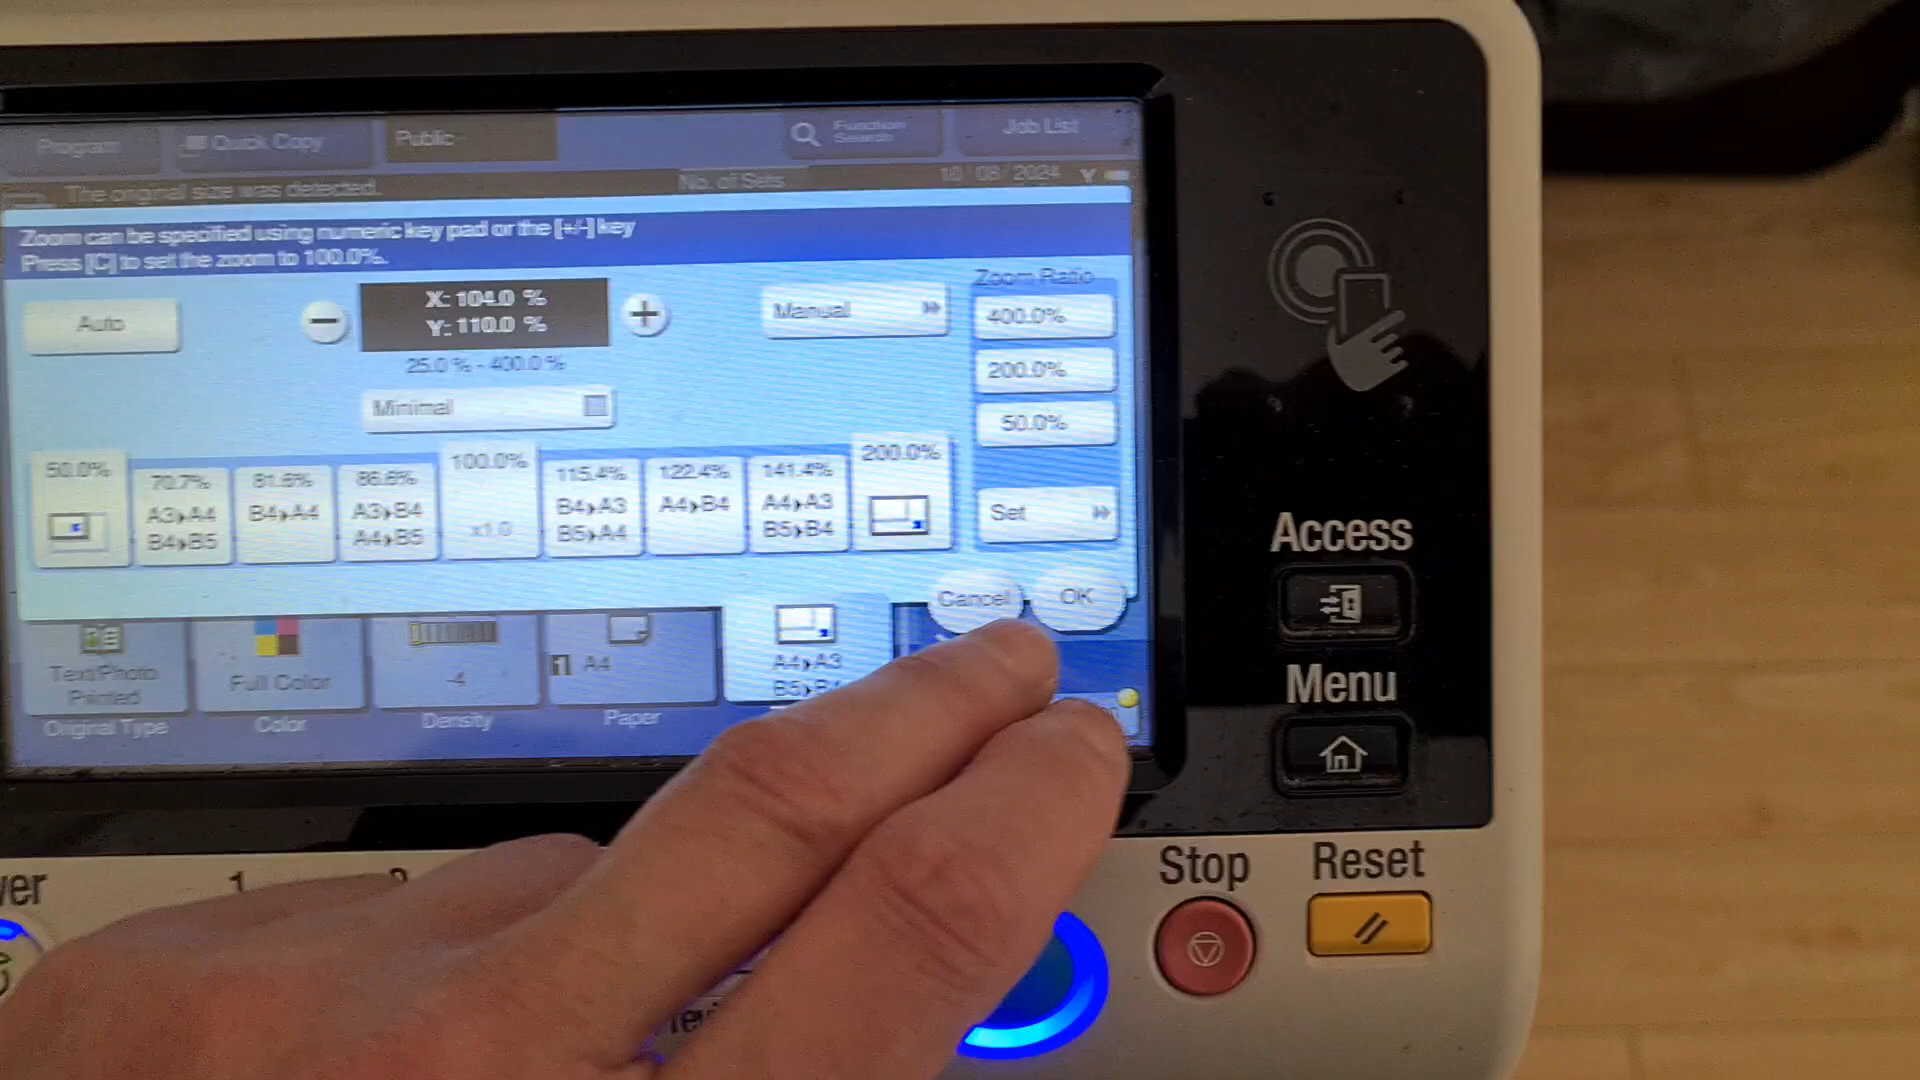 Program
Quick Copy
Public
Function
Search
Job List
The original size was detected.
No. of Sets
10/08/2024
Y
Zoom can be specified using numeric key pad or the [+/-] key
Press [C] to set the zoom to 100.0%.
Auto
−
X: 104.0 %
Y: 110.0 %
+
25.0 % - 400.0 %
Minimal
Manual
Zoom Ratio
400.0%
200.0%
50.0%
Set
50.0%
70.7%
A3▸A4
B4▸B5
81.6%
B4▸A4
86.6%
A3▸B4
A4▸B5
100.0%
x1.0
115.4%
B4▸A3
B5▸A4
122.4%
A4▸B4
141.4%
A4▸A3
B5▸B4
200.0%
Cancel
OK
Text/Photo
Printed
Original Type
Full Color
Color
-4
Density
1 A4
Paper
A4▸A3
B5▸B4
Access
Menu
Stop
Reset
1